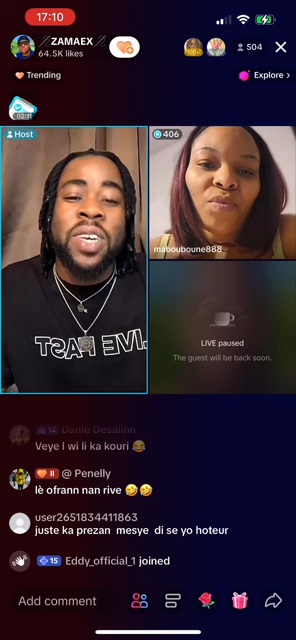 17:10
ZAMAEX
64.5K likes
504
Trending
Explore >
02:11
Host
406
LIVE PAST
mabouboune888
LIVE paused
The guest will be back soon.
12 Danie Desalinn
Veye l wi li ka kouri 😂
II @ Penelly
lè ofrann nan rive 🤣🤣
user2651834411863
juste ka prezan mesye di se yo hoteur
15 Eddy_official_1 joined
Add comment